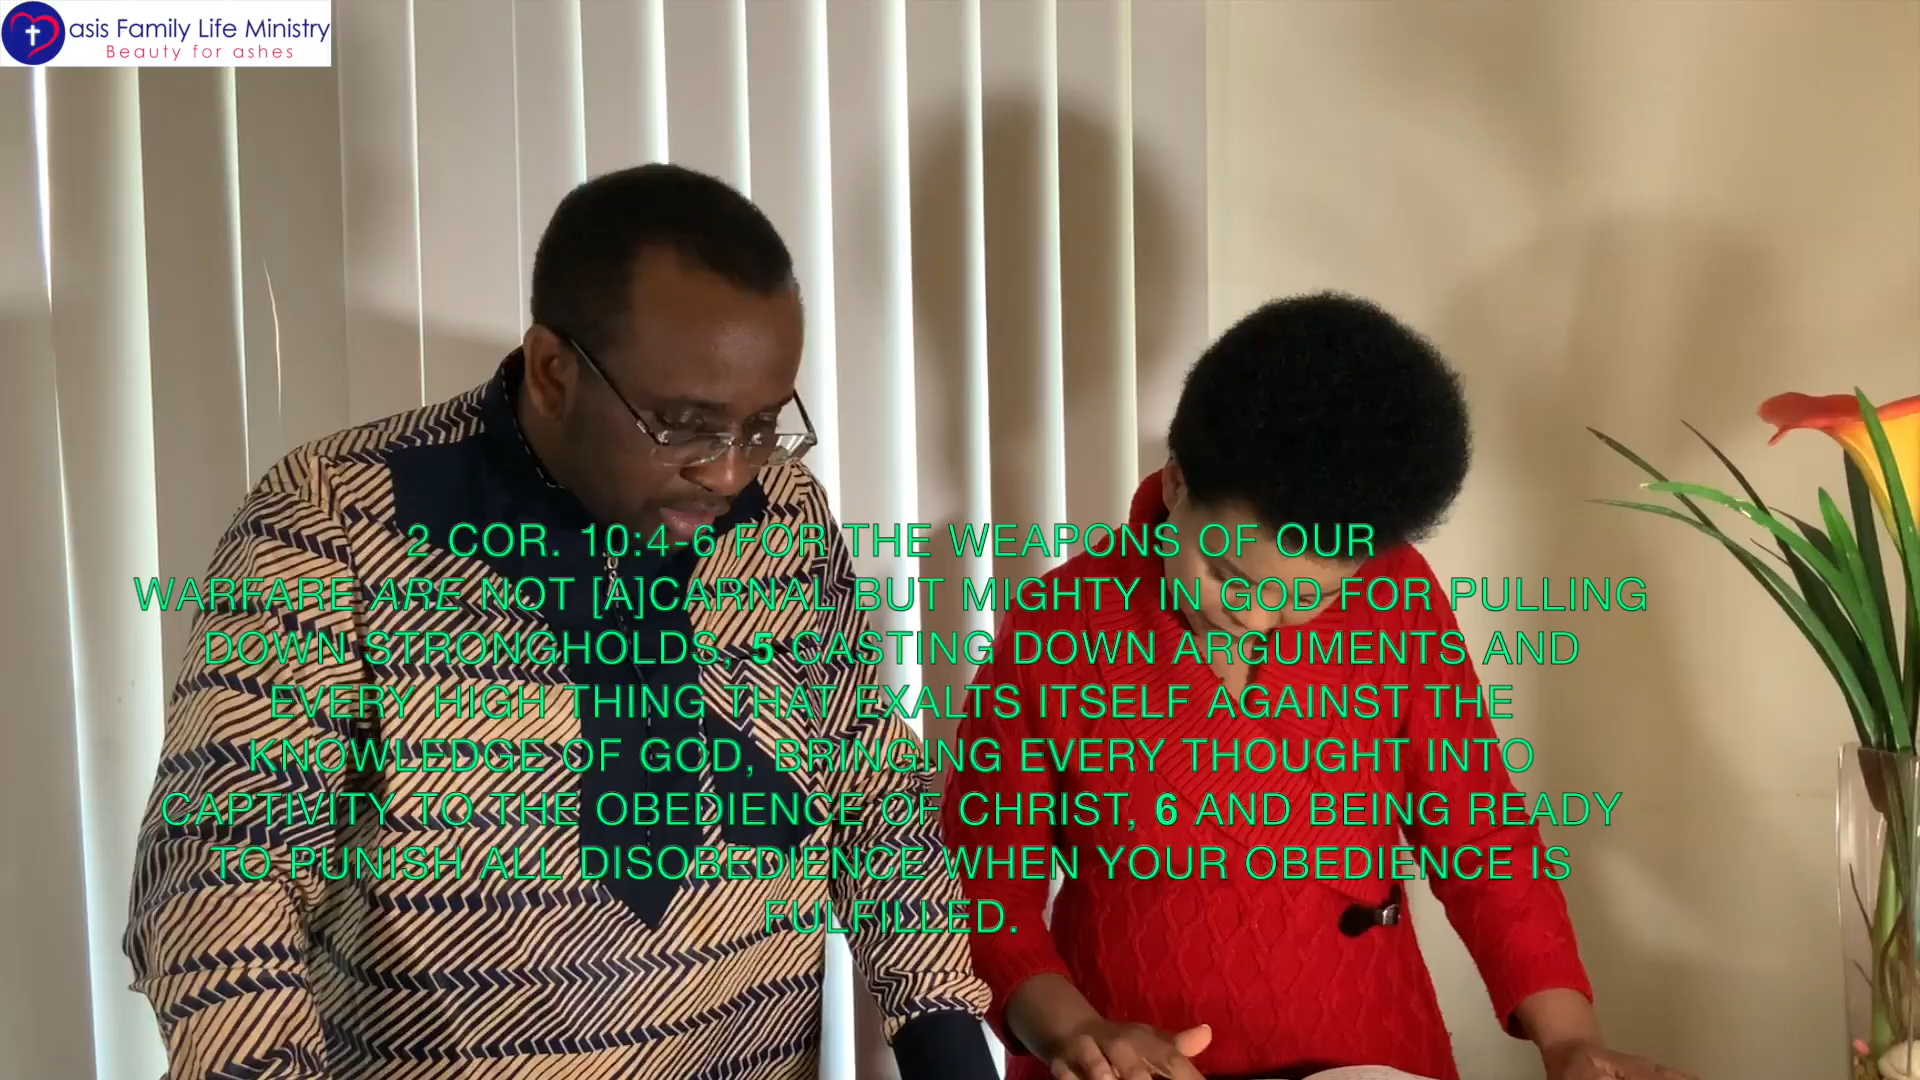 asis Family Life Ministry
Beauty for ashes
2 COR. 10:4-6 FOR THE WEAPONS OF OUR
WARFARE ARE NOT [A]CARNAL BUT MIGHTY IN GOD FOR PULLING
DOWN STRONGHOLDS, 5 CASTING DOWN ARGUMENTS AND
EVERY HIGH THING THAT EXALTS ITSELF AGAINST THE
KNOWLEDGE OF GOD, BRINGING EVERY THOUGHT INTO
CAPTIVITY TO THE OBEDIENCE OF CHRIST, 6 AND BEING READY
TO PUNISH ALL DISOBEDIENCE WHEN YOUR OBEDIENCE IS
FULFILLED.